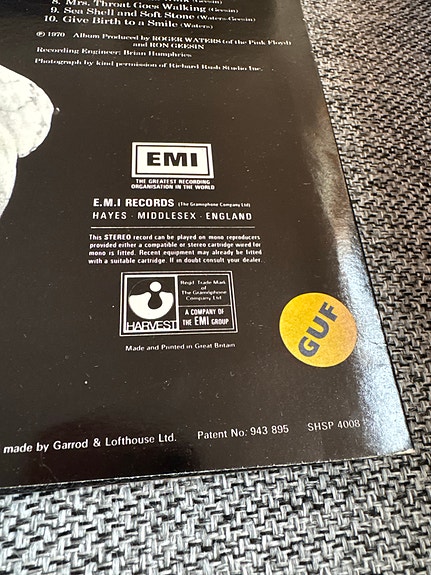 8. Mrs. Throat Goes Walking (Geesin)
9. Sea Shell and Soft Stone (Waters-Geesin)
10. Give Birth to a Smile (Waters)
℗ 1970 Album Produced by ROGER WATERS (of the Pink Floyd)
and RON GEESIN
Recording Engineer: Brian Humphries
Photograph by kind permission of Richard Rush Studio Inc.
EMI
THE GREATEST RECORDING
ORGANISATION IN THE WORLD
E.M.I RECORDS (The Gramophone Company Ltd)
HAYES · MIDDLESEX · ENGLAND
This STEREO record can be played on mono reproducers
provided either a compatible or stereo cartridge wired for
mono is fitted. Recent equipment may already be fitted
with a suitable cartridge. If in doubt consult your dealer.
HARVEST
Regd. Trade Mark
of The Gramophone
Company Ltd
A COMPANY OF
THE EMI GROUP
GUF
Made and Printed in Great Britain
made by Garrod & Lofthouse Ltd. Patent No: 943 895 SHSP 4008